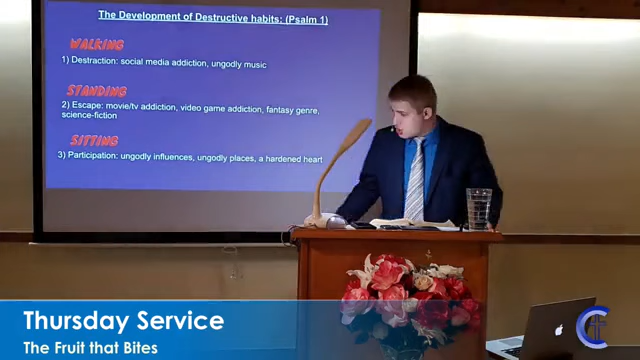 The Development of Destructive habits: (Psalm 1)
WALKING
1) Destraction: social media addiction, ungodly music
STANDING
2) Escape: movie/tv addiction, video game addiction, fantasy genre,
science-fiction
SITTING
3) Participation: ungodly influences, ungodly places, a hardened heart
Thursday Service
The Fruit that Bites